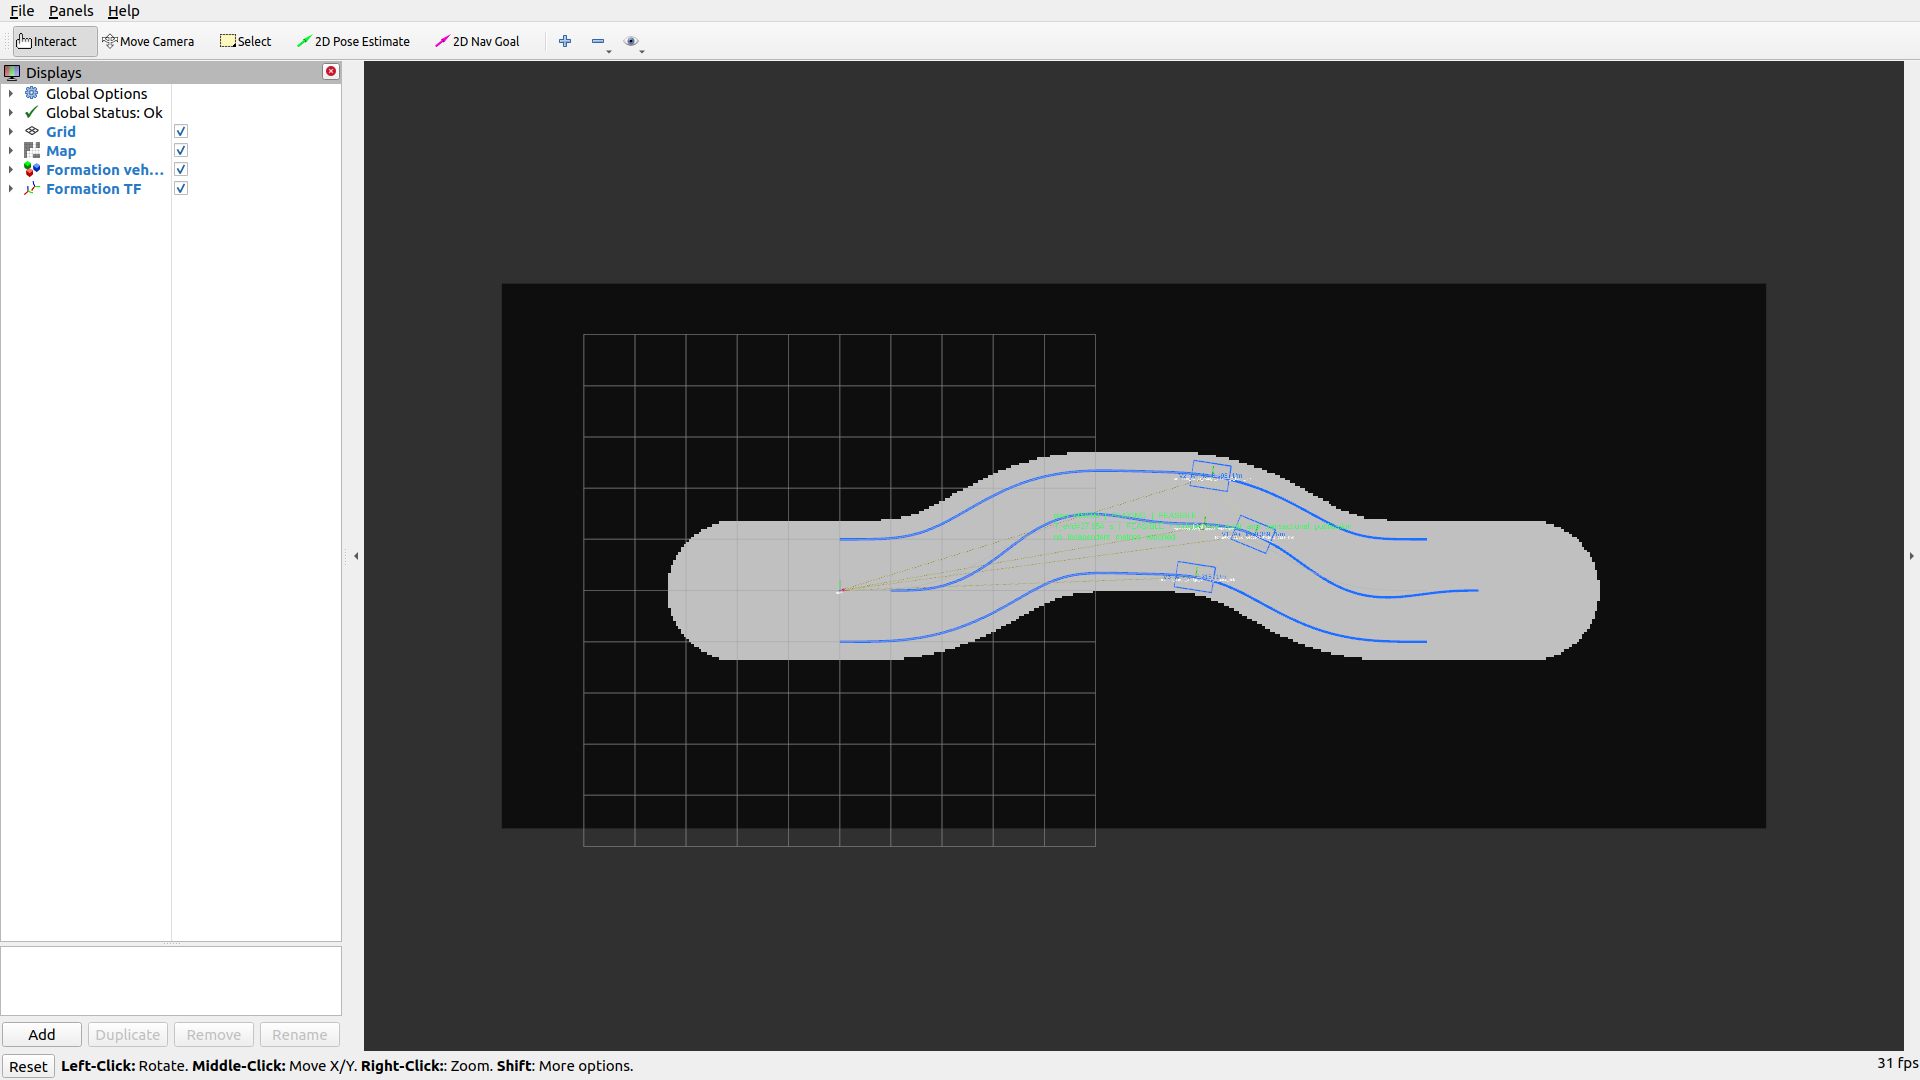 File Panels Help
Interact Move Camera Select 2D Pose Estimate 2D Nav Goal
Displays
Global Options
Global Status: Ok
Grid
Map
Formation veh...
Formation TF
Add Duplicate Remove Rename
Reset Left-Click: Rotate. Middle-Click: Move X/Y. Right-Click:: Zoom. Shift: More options.
31 fps